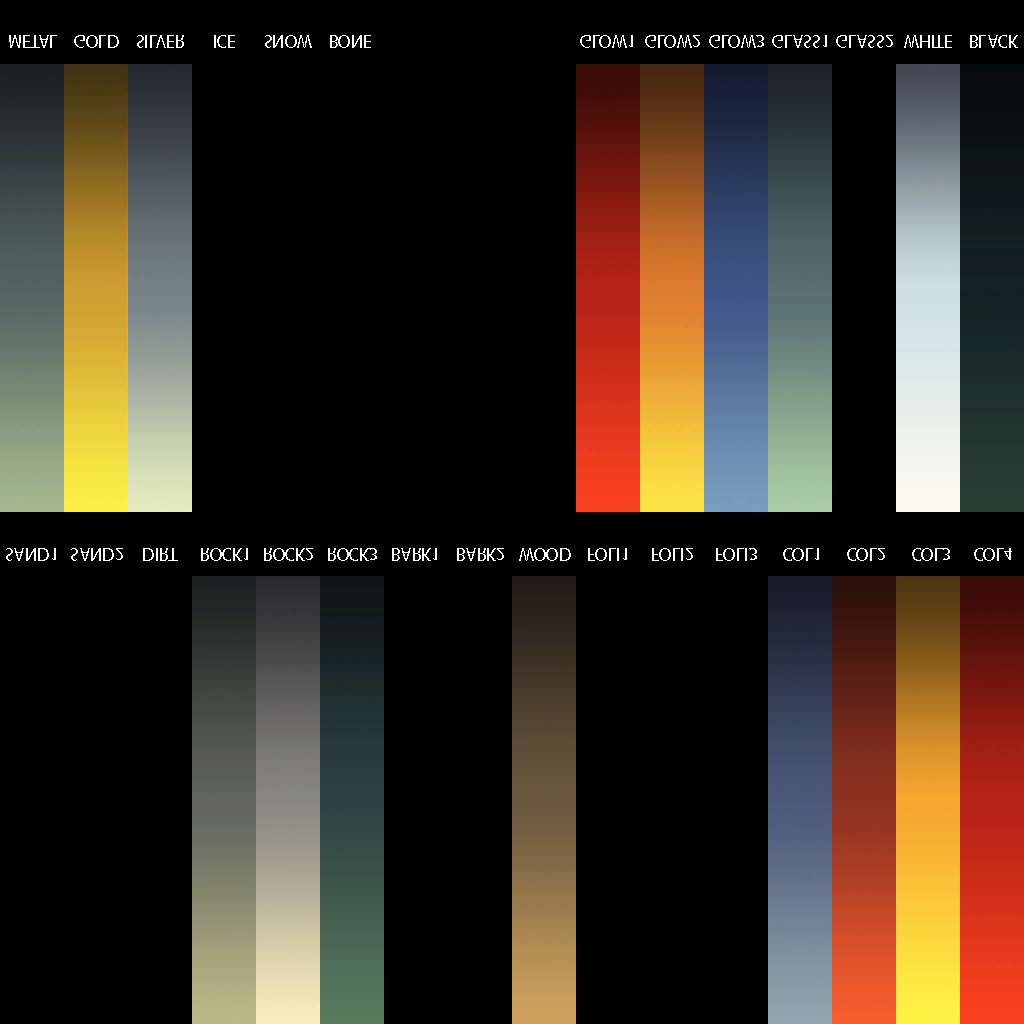 METAL GOLD SILVER ICE SNOW BONE GLOW1 GLOW2 GLOW3 GLASS1 GLASS2 WHITE BLACK
SAND1 SAND2 DIRT ROCK1 ROCK2 ROCK3 BARK1 BARK2 WOOD FOLI1 FOLI2 FOLI3 COL1 COL2 COL3 COL4